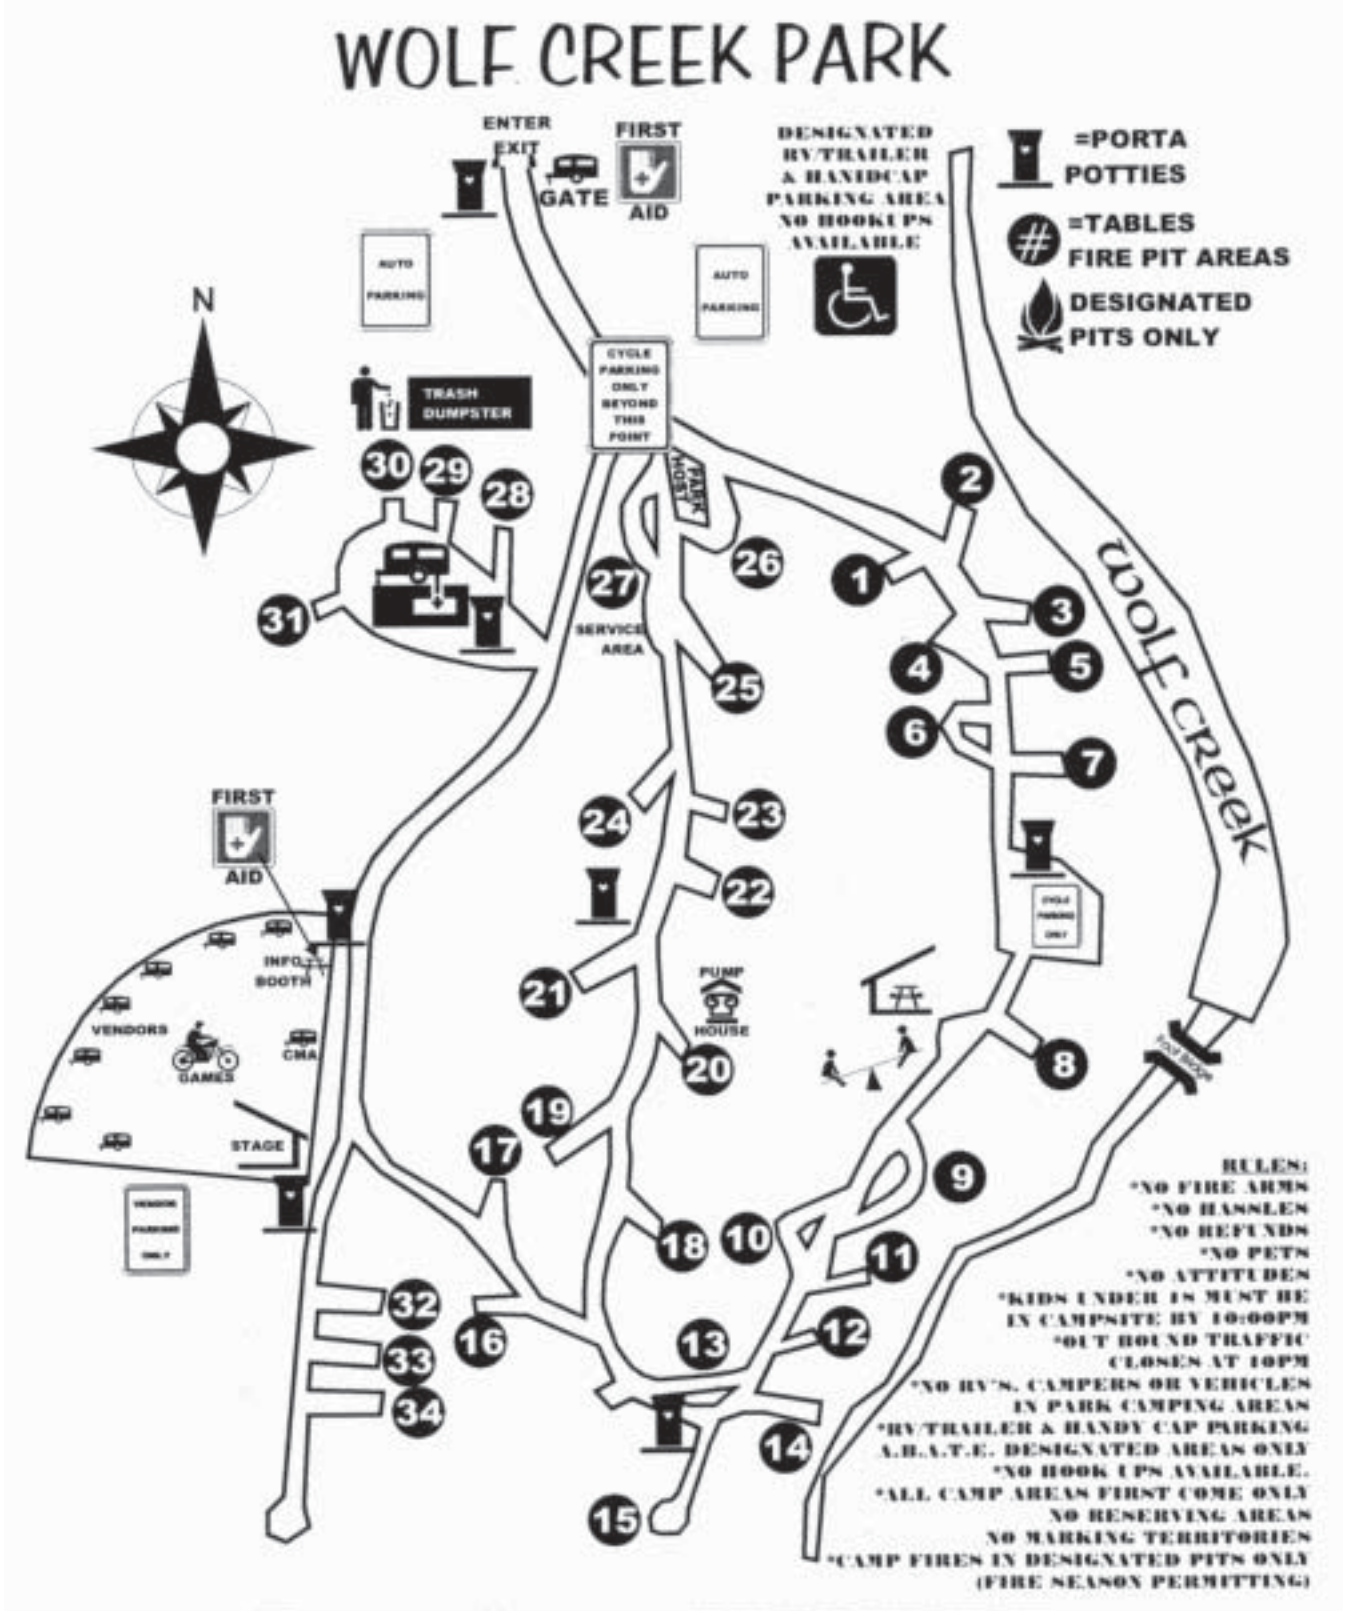 WOLF CREEK PARK
ENTER
EXIT
GATE
FIRST
AID
DESIGNATED
RV/TRAILER
& HANIDCAP
PARKING AREA
NO HOOKUPS
AVAILABLE
=PORTA
POTTIES
#
=TABLES
FIRE PIT AREAS
DESIGNATED
PITS ONLY
AUTO
PARKING
AUTO
PARKING
N
CYCLE
PARKING
ONLY
BEYOND
THIS
POINT
TRASH
DUMPSTER
PARK
HOST
30
29
28
31
27
26
SERVICE
AREA
25
24
23
22
21
20
19
18
17
16
1
2
3
4
5
6
7
WOLF CREEK
CYCLE
PARKING
ONLY
8
Foot Bridge
PUMP
HOUSE
FIRST
AID
INFO
BOOTH
VENDORS
GAMES
CMA
STAGE
VENDOR
PARKING
ONLY
9
10
11
12
13
14
15
32
33
34
RULES:
*NO FIRE ARMS
*NO HASSLES
*NO REFUNDS
*NO PETS
*NO ATTITUDES
*KIDS UNDER 18 MUST BE
IN CAMPSITE BY 10:00PM
*OUT BOUND TRAFFIC
CLOSES AT 10PM
*NO RV'S, CAMPERS OR VEHICLES
IN PARK CAMPING AREAS
*RV/TRAILER & HANDY CAP PARKING
A.B.A.T.E. DESIGNATED AREAS ONLY
*NO HOOK UPS AVAILABLE.
*ALL CAMP AREAS FIRST COME ONLY
NO RESERVING AREAS
NO MARKING TERRITORIES
*CAMP FIRES IN DESIGNATED PITS ONLY
(FIRE SEASON PERMITTING)